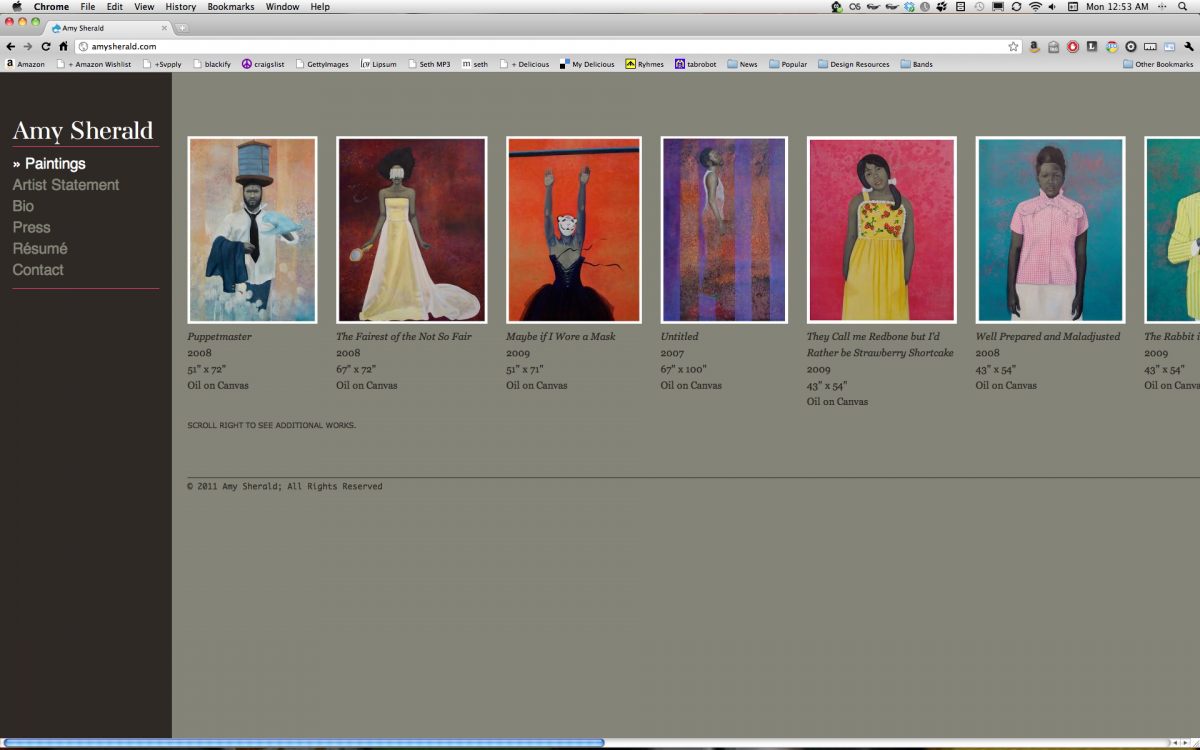 Chrome File Edit View History Bookmarks Window Help
Mon 12:53 AM
Amy Sherald
amysherald.com
Amazon + Amazon Wishlist +Supply blackify craigslist GettyImages Lipsum Seth MP3 seth + Delicious My Delicious Ryhmes tabrobot News Popular Design Resources Bands Other Bookmarks
Amy Sherald
» Paintings
Artist Statement
Bio
Press
Résumé
Contact
Puppetmaster
2008
51" x 72"
Oil on Canvas
The Fairest of the Not So Fair
2008
67" x 72"
Oil on Canvas
Maybe if I Wore a Mask
2009
51" x 71"
Oil on Canvas
Untitled
2007
67" x 100"
Oil on Canvas
They Call me Redbone but I'd
Rather be Strawberry Shortcake
2009
43" x 54"
Oil on Canvas
Well Prepared and Maladjusted
2008
43" x 54"
Oil on Canvas
The Rabbit i
2009
43" x 54"
Oil on Canva
SCROLL RIGHT TO SEE ADDITIONAL WORKS.
© 2011 Amy Sherald; All Rights Reserved